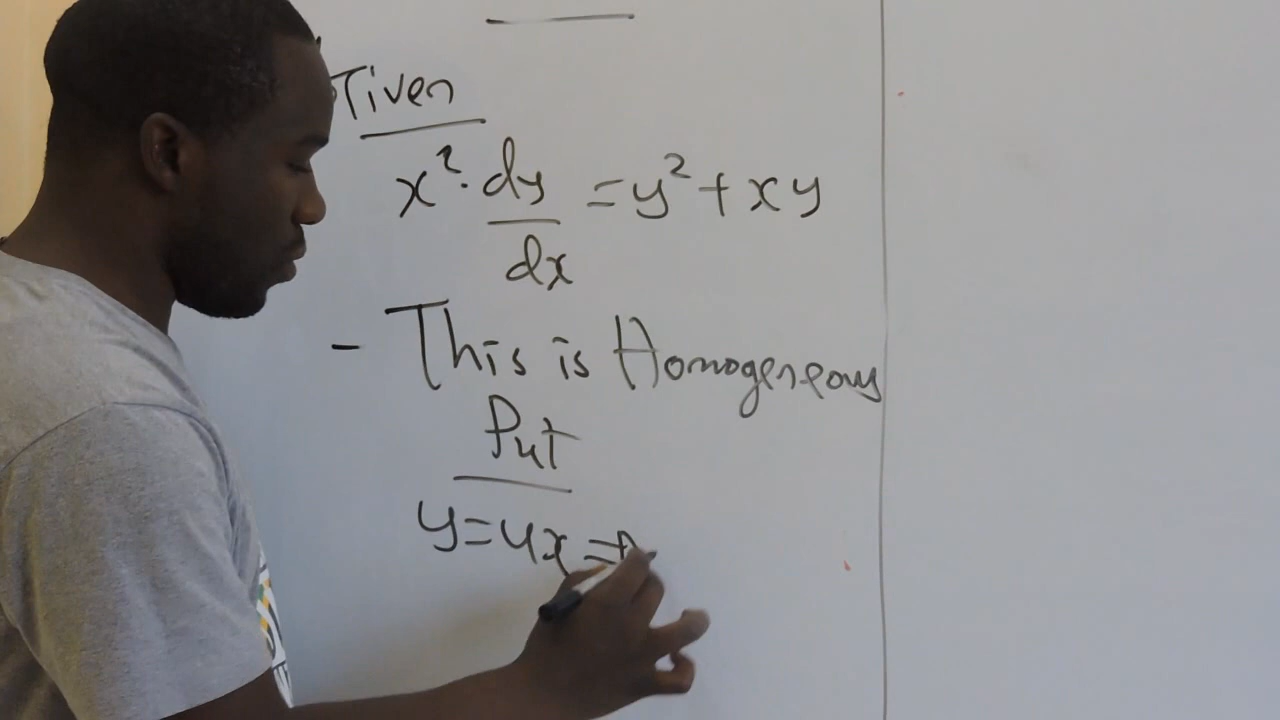 Given
x². dy/dx = y² + xy
- This is Homogeneous
Put
y = ux ⇒